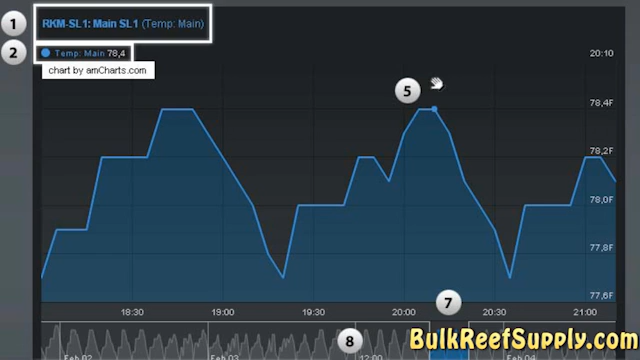 1 RKM-SL1: Main SL1 (Temp: Main)
2 Temp: Main 78,4 20:10
chart by amCharts.com
5
78,4F
78,2F
78,0F
77,8F
77,6F
18:30 19:00 19:30 20:00 20:30 21:00
7
8
Feb 02 Feb 03 12:00 Feb 04
BulkReefSupply.com